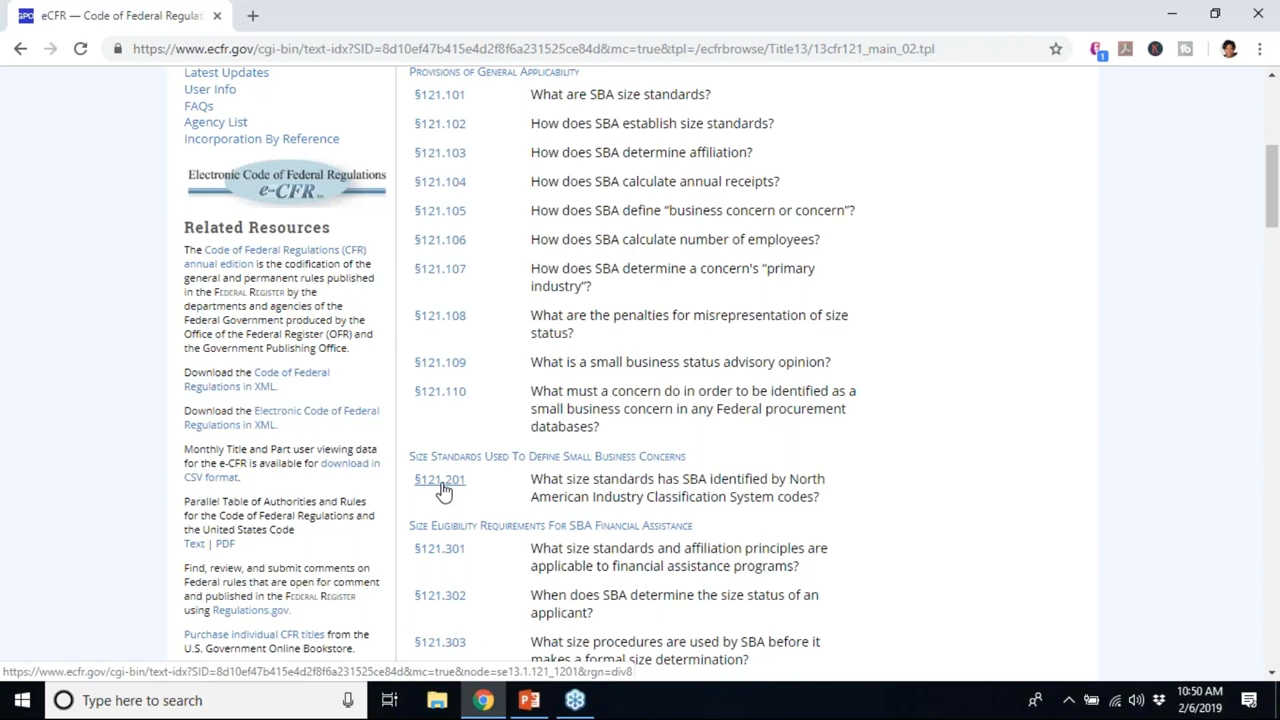 GPO eCFR — Code of Federal Regulat
https://www.ecfr.gov/cgi-bin/text-idx?SID=8d10ef47b415e4d2f8f6a231525ce84d&mc=true&tpl=/ecfrbrowse/Title13/13cfr121_main_02.tpl
1
Latest Updates
User Info
FAQs
Agency List
Incorporation By Reference
Electronic Code of Federal Regulations
e-CFR
Related Resources
The Code of Federal Regulations (CFR)
annual edition is the codification of the
general and permanent rules published
in the Federal Register by the
departments and agencies of the
Federal Government produced by the
Office of the Federal Register (OFR) and
the Government Publishing Office.
Download the Code of Federal
Regulations in XML.
Download the Electronic Code of Federal
Regulations in XML.
Monthly Title and Part user viewing data
for the e-CFR is available for download in
CSV format.
Parallel Table of Authorities and Rules
for the Code of Federal Regulations and
the United States Code
Text | PDF
Find, review, and submit comments on
Federal rules that are open for comment
and published in the Federal Register
using Regulations.gov.
Purchase individual CFR titles from the
U.S. Government Online Bookstore.
Provisions of General Applicability
§121.101 What are SBA size standards?
§121.102 How does SBA establish size standards?
§121.103 How does SBA determine affiliation?
§121.104 How does SBA calculate annual receipts?
§121.105 How does SBA define “business concern or concern”?
§121.106 How does SBA calculate number of employees?
§121.107 How does SBA determine a concern's “primary
industry”?
§121.108 What are the penalties for misrepresentation of size
status?
§121.109 What is a small business status advisory opinion?
§121.110 What must a concern do in order to be identified as a
small business concern in any Federal procurement
databases?
Size Standards Used To Define Small Business Concerns
§121.201 What size standards has SBA identified by North
American Industry Classification System codes?
Size Eligibility Requirements For SBA Financial Assistance
§121.301 What size standards and affiliation principles are
applicable to financial assistance programs?
§121.302 When does SBA determine the size status of an
applicant?
§121.303 What size procedures are used by SBA before it
makes a formal size determination?
https://www.ecfr.gov/cgi-bin/text-idx?SID=8d10ef47b415e4d2f8f6a231525ce84d&mc=true&node=se13.1.121_1201&rgn=div8
Type here to search
10:50 AM
2/6/2019